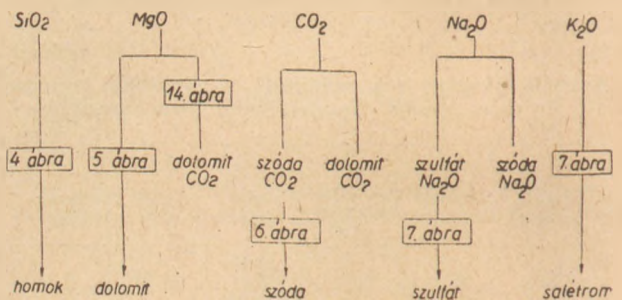 SiO₂ MgO CO₂ Na₂O K₂O
14. ábra
4 ábra 5 ábra dolomit CO₂ szóda CO₂ dolomit CO₂ szulfát Na₂O szóda Na₂O 7. ábra
6. ábra 7. ábra
homok dolomit szóda szulfát salétrom